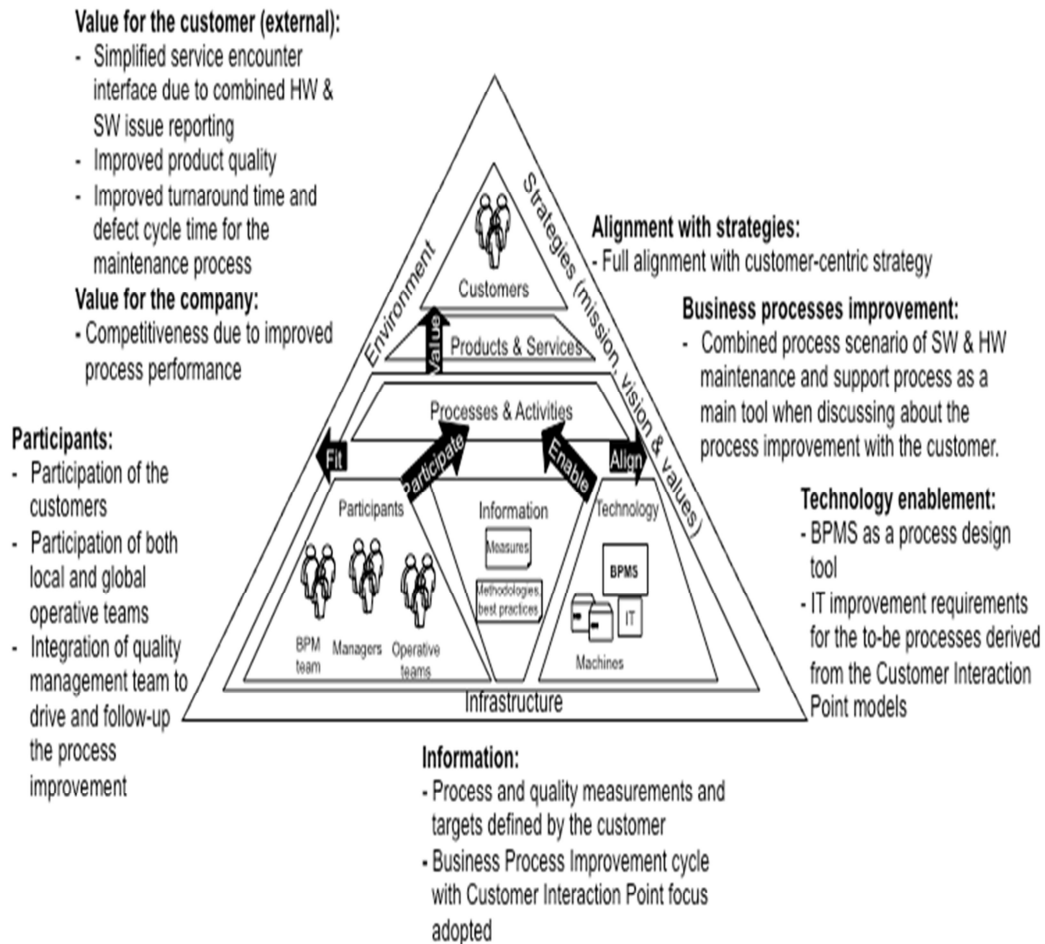 Value for the customer (external):
- Simplified service encounter
interface due to combined HW &
SW issue reporting
- Improved product quality
- Improved turnaround time and
defect cycle time for the
maintenance process
Value for the company:
- Competitiveness due to improved
process performance
Participants:
- Participation of the
customers
- Participation of both
local and global
operative teams
- Integration of quality
management team to
drive and follow-up
the process
improvement
Environment
Strategies (mission, vision & values)
Customers
Value
Products & Services
Processes & Activities
Fit
Participate
Enable
Align
Participants
BPM
team
Managers
Operative
teams
Information
Measures
Methodologies,
best practices
Technology
BPMS
IT
Machines
Infrastructure
Alignment with strategies:
- Full alignment with customer-centric strategy
Business processes improvement:
- Combined process scenario of SW & HW
maintenance and support process as a
main tool when discussing about the
process improvement with the customer.
Technology enablement:
- BPMS as a process design
tool
- IT improvement requirements
for the to-be processes derived
from the Customer Interaction
Point models
Information:
- Process and quality measurements and
targets defined by the customer
- Business Process Improvement cycle
with Customer Interaction Point focus
adopted